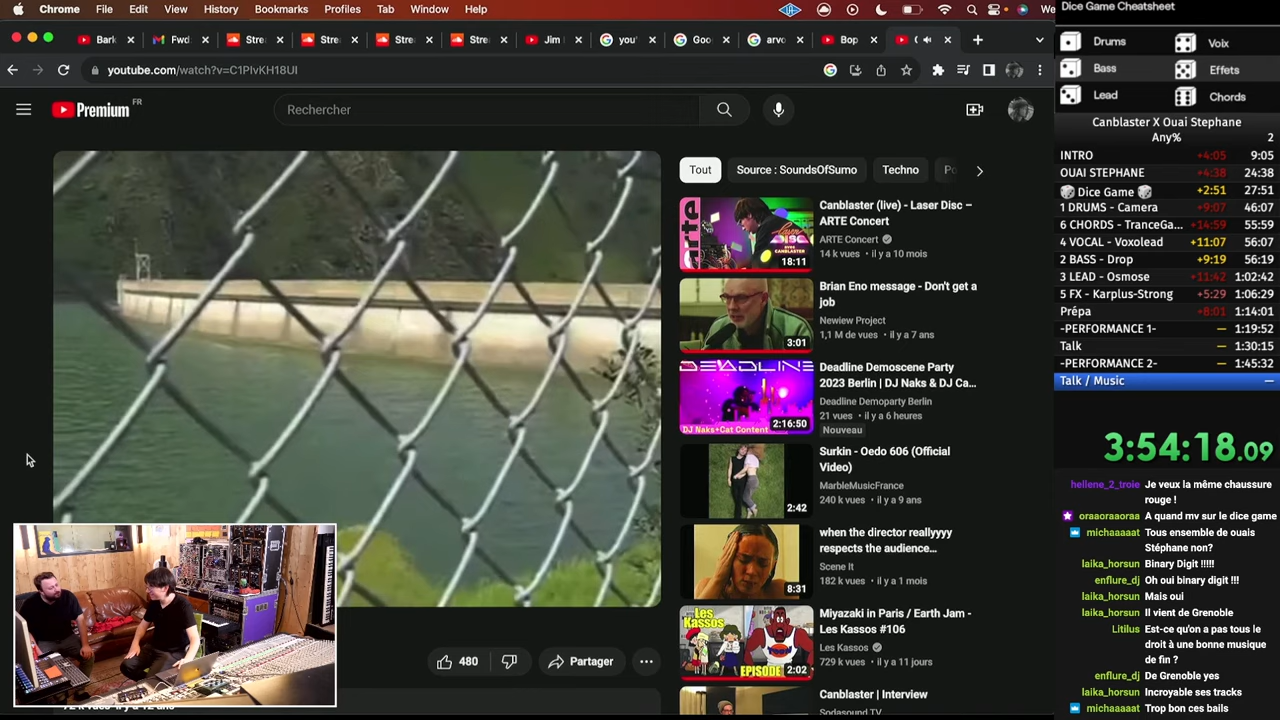 Chrome File Edit View History Bookmarks Profiles Tab Window Help We
Bark Fwd Stre Stre Stre Stre Jim you' Goo arvo Bop
youtube.com/watch?v=C1PIvKH18UI
Premium FR
Rechercher
Tout Source : SoundsOfSumo Techno Po
arte
Canblaster (live) - Laser Disc –
ARTE Concert
ARTE Concert
14 k vues • il y a 10 mois
18:11
Brian Eno message - Don't get a
job
Newiew Project
1,1 M de vues • il y a 7 ans
3:01
DEADLINE
DJ Naks+Cat Content
2:16:50
Deadline Demoscene Party
2023 Berlin | DJ Naks & DJ Ca...
Deadline Demoparty Berlin
21 vues • il y a 6 heures
Nouveau
Surkin - Oedo 606 (Official
Video)
MarbleMusicFrance
240 k vues • il y a 9 ans
2:42
when the director reallyyyy
respects the audience...
Scene It
182 k vues • il y a 1 mois
8:31
Les
Kassos
EPISODE
2:02
Miyazaki in Paris / Earth Jam -
Les Kassos #106
Les Kassos
729 k vues • il y a 11 jours
Canblaster | Interview
Sodasound TV
480 Partager
Dice Game Cheatsheet
Drums Voix
Bass Effets
Lead Chords
Canblaster X Ouai Stephane
Any% 2
INTRO +4:05 9:05
OUAI STEPHANE +4:38 24:38
Dice Game +2:51 27:51
1 DRUMS - Camera +9:07 46:07
6 CHORDS - TranceGa... +14:59 55:59
4 VOCAL - Voxolead +11:07 56:07
2 BASS - Drop +9:19 56:19
3 LEAD - Osmose +11:42 1:02:42
5 FX - Karplus-Strong +5:29 1:06:29
Prépa +8:01 1:14:01
-PERFORMANCE 1- — 1:19:52
Talk — 1:30:15
-PERFORMANCE 2- — 1:45:32
Talk / Music —
3:54:18.09
hellene_2_troie Je veux la même chaussure
rouge !
oraaoraaoraa A quand mv sur le dice game
michaaaaat Tous ensemble de ouais
Stéphane non?
laika_horsun Binary Digit !!!!!
enflure_dj Oh oui binary digit !!!
laika_horsun Mais oui
laika_horsun Il vient de Grenoble
Litilus Est-ce qu'on a pas tous le
droit à une bonne musique
de fin ?
enflure_dj De Grenoble yes
laika_horsun Incroyable ses tracks
michaaaaat Trop bon ces bails